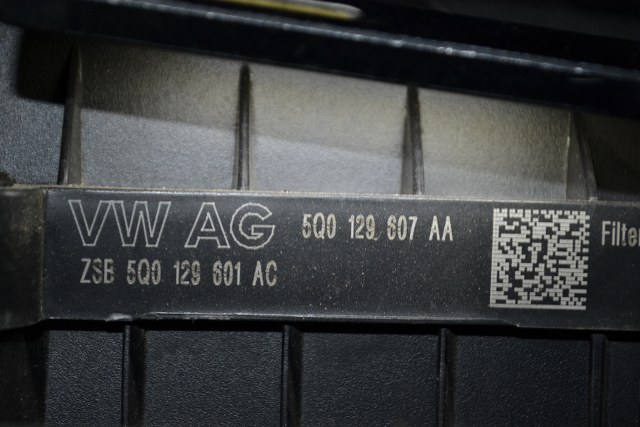 VW AG 5Q0 129 607 AA
ZSB 5Q0 129 601 AC
Filter